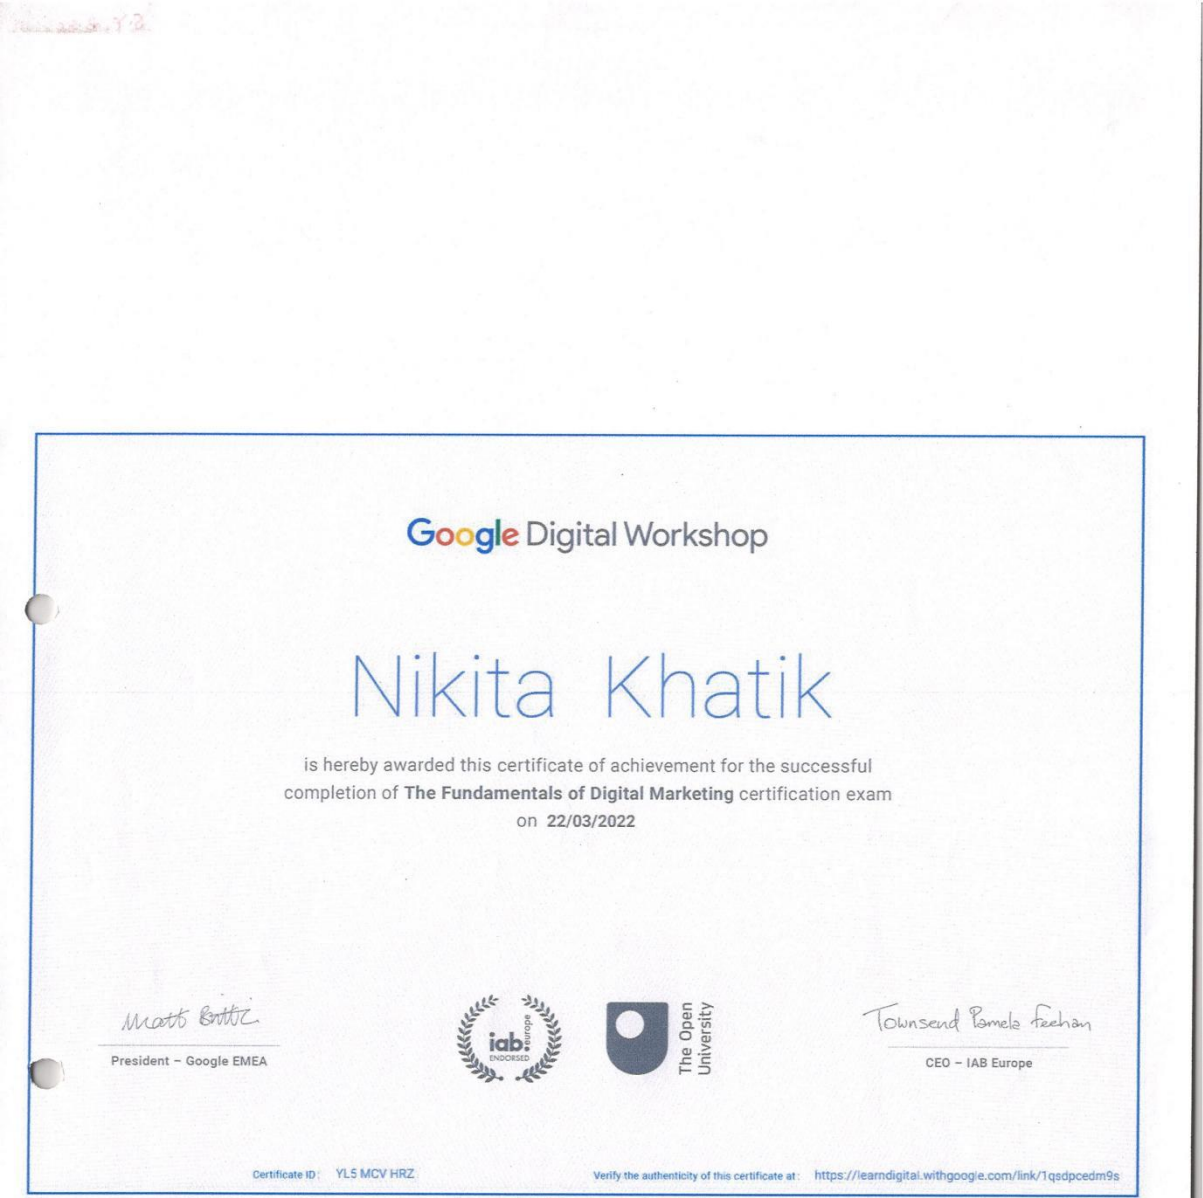 Google Digital Workshop
Nikita Khatik
is hereby awarded this certificate of achievement for the successful
completion of The Fundamentals of Digital Marketing certification exam
on 22/03/2022
Matt Brittin
President – Google EMEA
iab.europe
ENDORSED
The Open
University
Townsend Pamela Feehan
CEO – IAB Europe
Certificate ID : YL5 MCV HRZ
Verify the authenticity of this certificate at : https://learndigital.withgoogle.com/link/1qsdpcedm9s